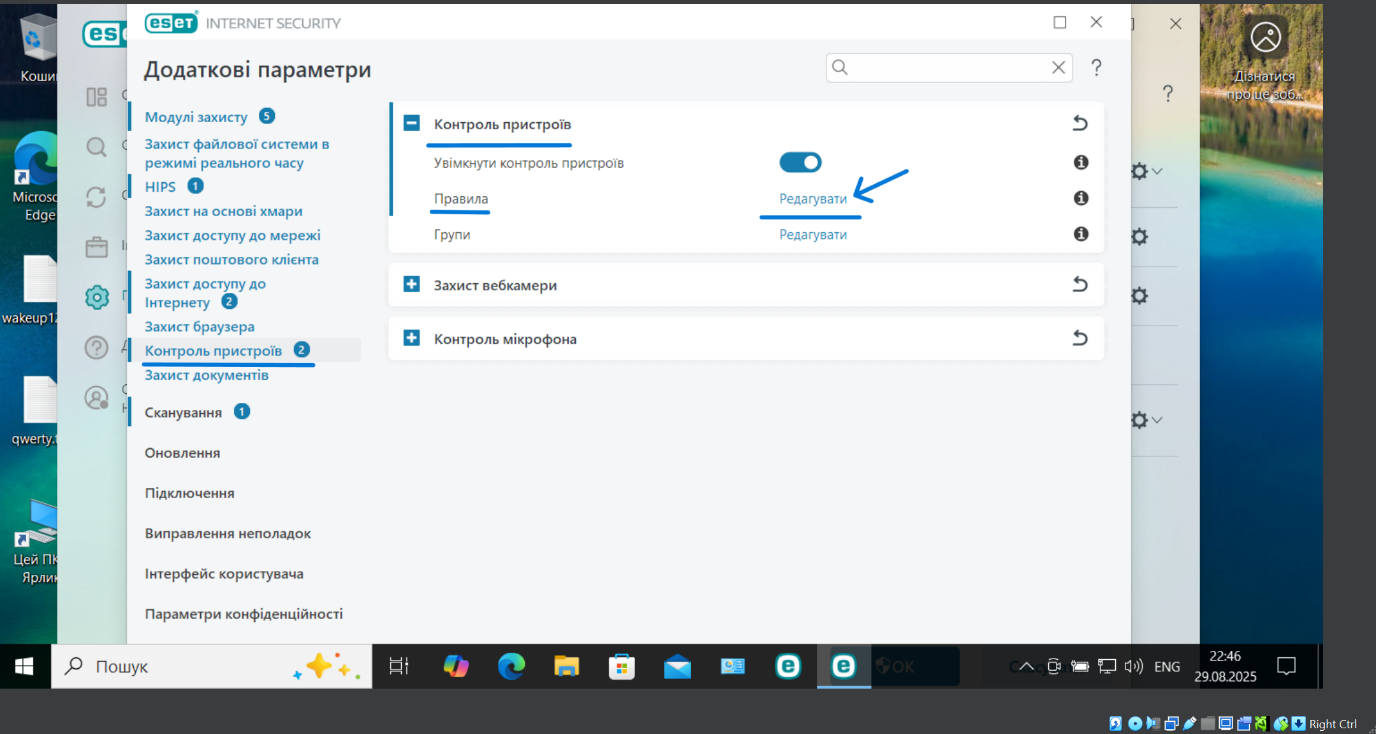 eset INTERNET SECURITY
Додаткові параметри
?
Модулі захисту 5
Захист файлової системи в
режимі реального часу
HIPS 1
Захист на основі хмари
Захист доступу до мережі
Захист поштового клієнта
Захист доступу до
Інтернету 2
Захист браузера
Контроль пристроїв 2
Захист документів
Сканування 1
Оновлення
Підключення
Виправлення неполадок
Інтерфейс користувача
Параметри конфіденційності
Контроль пристроїв
Увімкнути контроль пристроїв
Правила
Редагувати
Групи
Редагувати
Захист вебкамери
Контроль мікрофона
Microso
Edge
wakeup12
qwerty.t
Цей ПК
Ярлик
Дізнатися
про це зоб...
Пошук
OK
ENG
22:46
29.08.2025
Right Ctrl